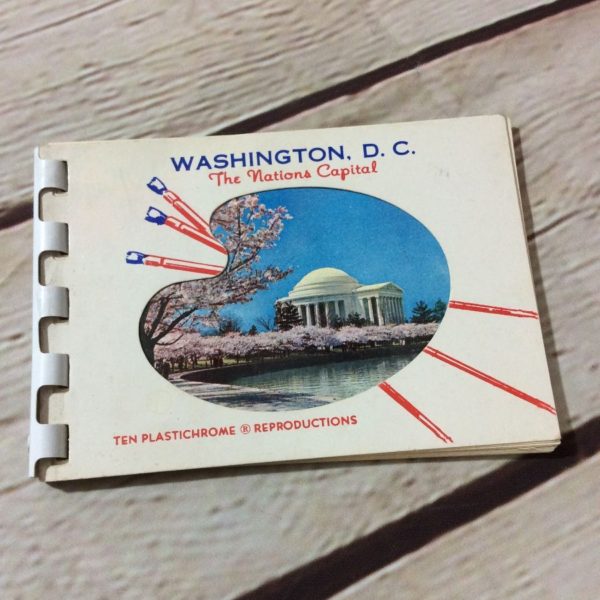 WASHINGTON, D. C.
The Nations Capital
TEN PLASTICHROME ® REPRODUCTIONS